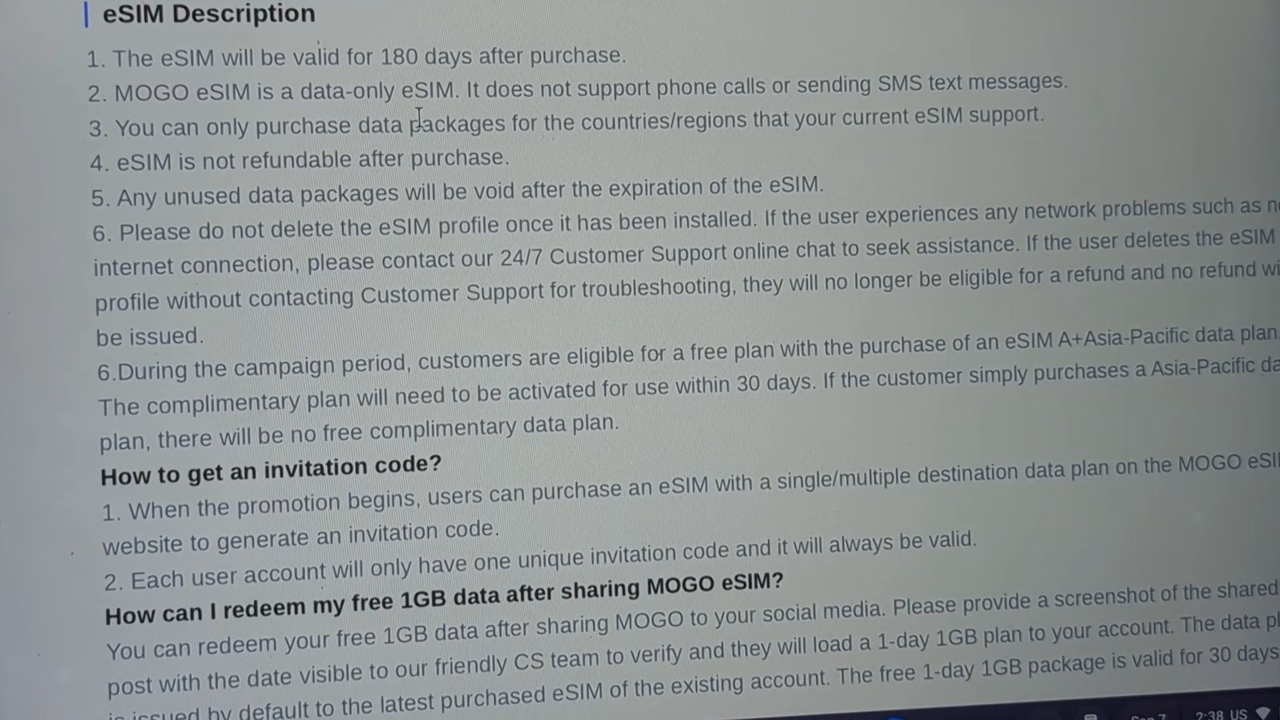 eSIM Description
1. The eSIM will be valid for 180 days after purchase.
2. MOGO eSIM is a data-only eSIM. It does not support phone calls or sending SMS text messages.
3. You can only purchase data packages for the countries/regions that your current eSIM support.
4. eSIM is not refundable after purchase.
5. Any unused data packages will be void after the expiration of the eSIM.
6. Please do not delete the eSIM profile once it has been installed. If the user experiences any network problems such as
internet connection, please contact our 24/7 Customer Support online chat to seek assistance. If the user deletes the eSIM
profile without contacting Customer Support for troubleshooting, they will no longer be eligible for a refund and no refund
be issued.
6.During the campaign period, customers are eligible for a free plan with the purchase of an eSIM A+Asia-Pacific data plan.
The complimentary plan will need to be activated for use within 30 days. If the customer simply purchases a Asia-Pacific
plan, there will be no free complimentary data plan.
How to get an invitation code?
1. When the promotion begins, users can purchase an eSIM with a single/multiple destination data plan on the MOGO
website to generate an invitation code.
2. Each user account will only have one unique invitation code and it will always be valid.
How can I redeem my free 1GB data after sharing MOGO eSIM?
You can redeem your free 1GB data after sharing MOGO to your social media. Please provide a screenshot of the shared
post with the date visible to our friendly CS team to verify and they will load a 1-day 1GB plan to your account. The data
is issued by default to the latest purchased eSIM of the existing account. The free 1-day 1GB package is valid for 30 days
2:38 US